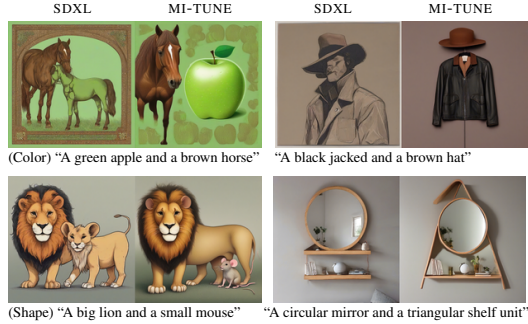 SDXL MI-TUNE SDXL MI-TUNE
(Color) “A green apple and a brown horse” “A black jacked and a brown hat”
(Shape) “A big lion and a small mouse” “A circular mirror and a triangular shelf unit”